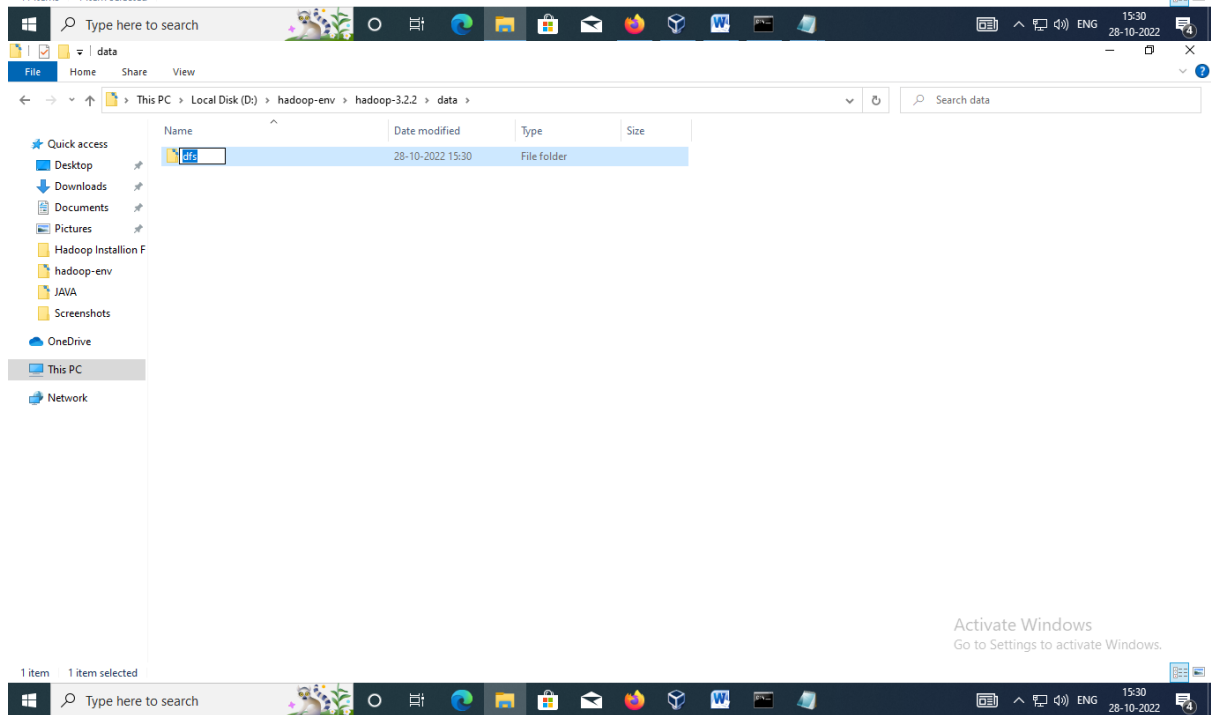 Type here to search
ENG
15:30
28-10-2022
4
data
File Home Share View
This PC > Local Disk (D:) > hadoop-env > hadoop-3.2.2 > data >
Search data
Name Date modified Type Size
dfs 28-10-2022 15:30 File folder
Quick access
Desktop
Downloads
Documents
Pictures
Hadoop Installion F
hadoop-env
JAVA
Screenshots
OneDrive
This PC
Network
Activate Windows
Go to Settings to activate Windows.
1 item 1 item selected
Type here to search
ENG
15:30
28-10-2022
4